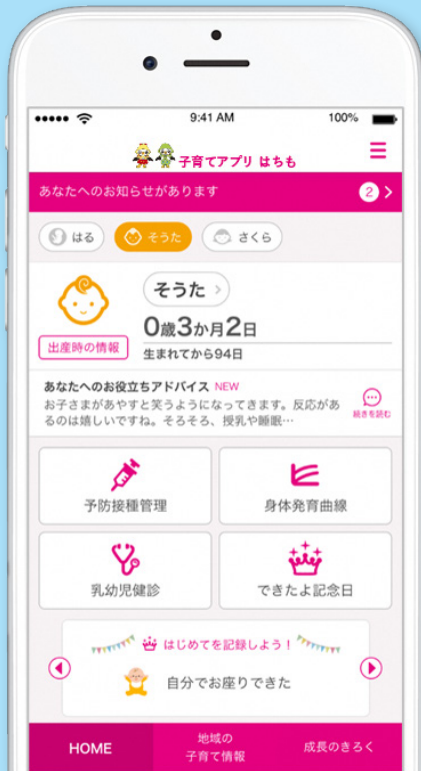 9:41 AM
100%
子育てアプリ はちも
あなたへのお知らせがあります
2
はる
そうた
さくら
そうた
0歳3か月2日
出産時の情報
生まれてから94日
あなたへのお役立ちアドバイス NEW
お子さまがあやすと笑うようになってきます。反応があ
るのは嬉しいですね。そろそろ、授乳や睡眠…
続きを読む
予防接種管理
身体発育曲線
乳幼児健診
できたよ記念日
はじめてを記録しよう！
自分でお座りできた
HOME
地域の
子育て情報
成長のきろく